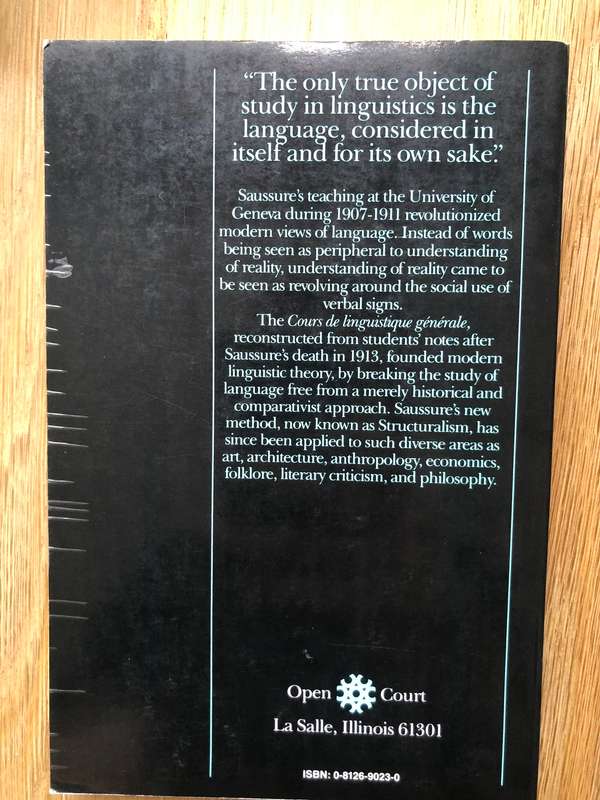 “The only true object of
study in linguistics is the
language, considered in
itself and for its own sake.”
Saussure's teaching at the University of
Geneva during 1907-1911 revolutionized
modern views of language. Instead of words
being seen as peripheral to understanding
of reality, understanding of reality came to
be seen as revolving around the social use of
verbal signs.
The Cours de linguistique générale,
reconstructed from students' notes after
Saussure's death in 1913, founded modern
linguistic theory, by breaking the study of
language free from a merely historical and
comparativist approach. Saussure's new
method, now known as Structuralism, has
since been applied to such diverse areas as
art, architecture, anthropology, economics,
folklore, literary criticism, and philosophy.
Open Court
La Salle, Illinois 61301
ISBN: 0-8126-9023-0